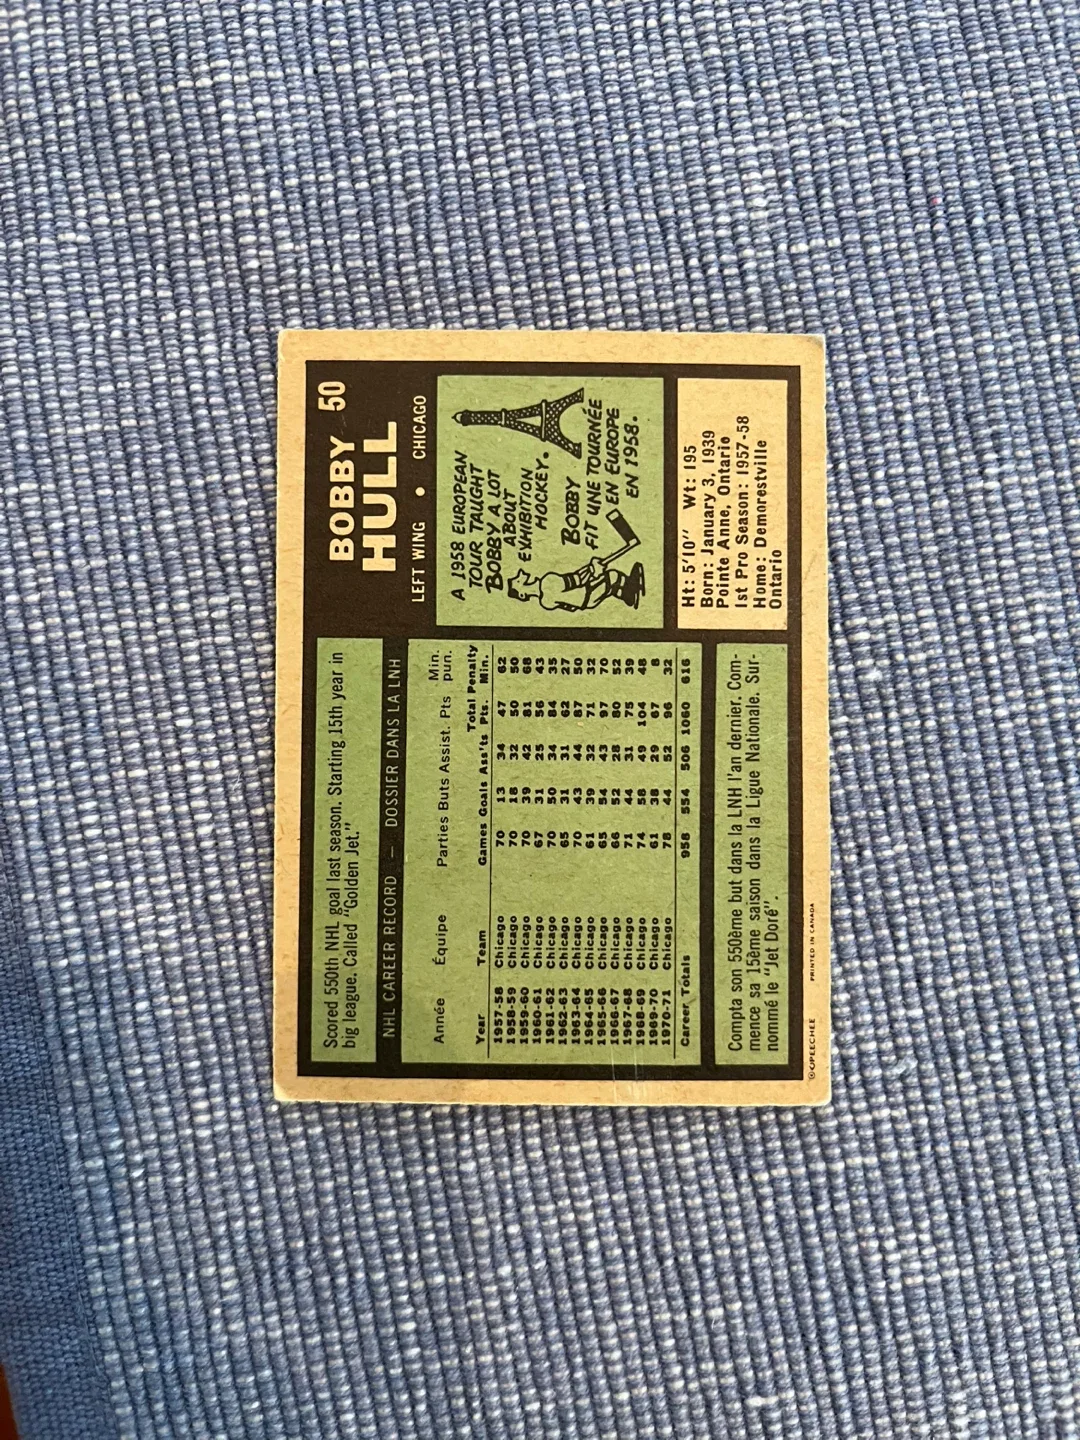 Scored 550th NHL goal last season. Starting 15th year in
big league. Called "Golden Jet."
BOBBY 50
HULL
LEFT WING • CHICAGO
NHL CAREER RECORD — DOSSIER DANS LA LNH
Année Équipe Parties Buts Assist. Pts Min. pun.
Year Team Games Goals Ass'ts Total Pts. Penalty Min.
1957-58 Chicago 70 13 34 47 62
1958-59 Chicago 70 18 32 50 50
1959-60 Chicago 70 39 42 81 68
1960-61 Chicago 67 31 25 56 43
1961-62 Chicago 70 50 34 84 35
1962-63 Chicago 65 31 31 62 27
1963-64 Chicago 70 43 44 87 50
1964-65 Chicago 61 39 32 71 32
1965-66 Chicago 65 54 43 97 70
1966-67 Chicago 66 52 28 80 52
1967-68 Chicago 71 44 31 75 39
1968-69 Chicago 74 58 49 104 48
1969-70 Chicago 61 38 29 67 8
1970-71 Chicago 78 44 52 96 32
Career Totals 958 554 506 1060 616
A 1958 EUROPEAN
TOUR TAUGHT
BOBBY A LOT
ABOUT
EXHIBITION
HOCKEY.
BOBBY
FIT UNE TOURNÉE
EN EUROPE
EN 1958.
Compta son 550ème but dans la LNH l'an dernier. Com-
mence sa 15ème saison dans la Ligue Nationale. Sur-
nommé le "Jet Doré".
Ht: 5'10" Wt: 195
Born: January 3, 1939
Pointe Anne, Ontario
1st Pro Season: 1957-58
Home: Demorestville
Ontario
©OPEECHEE PRINTED IN CANADA